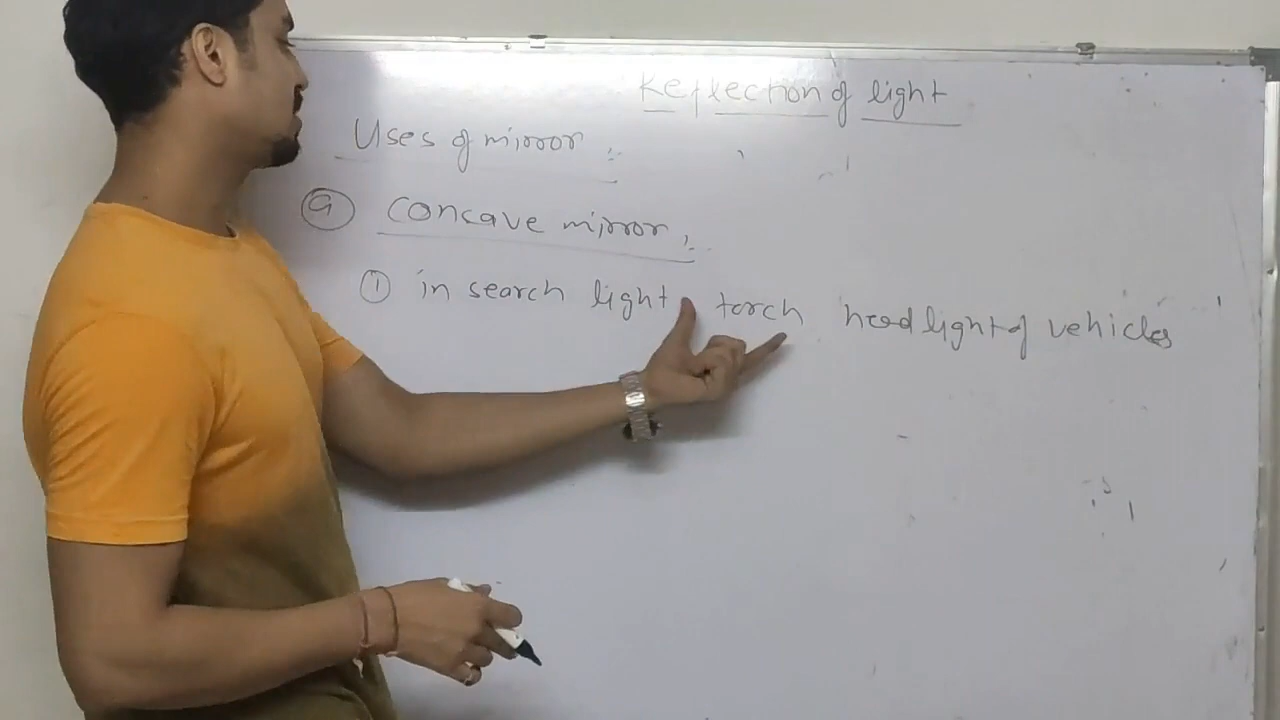 Reflection of light
Uses of mirror :
a concave mirror :
1 in search light torch head light of vehicles